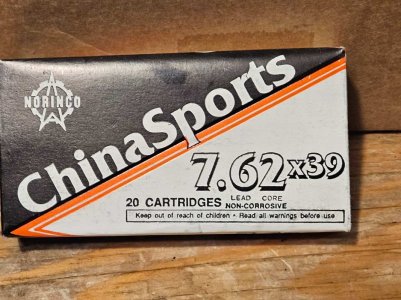 NORINCO
ChinaSports
7.62x39
LEAD CORE
20 CARTRIDGES NON-CORROSIVE
Keep out of reach of children • Read all warnings before use